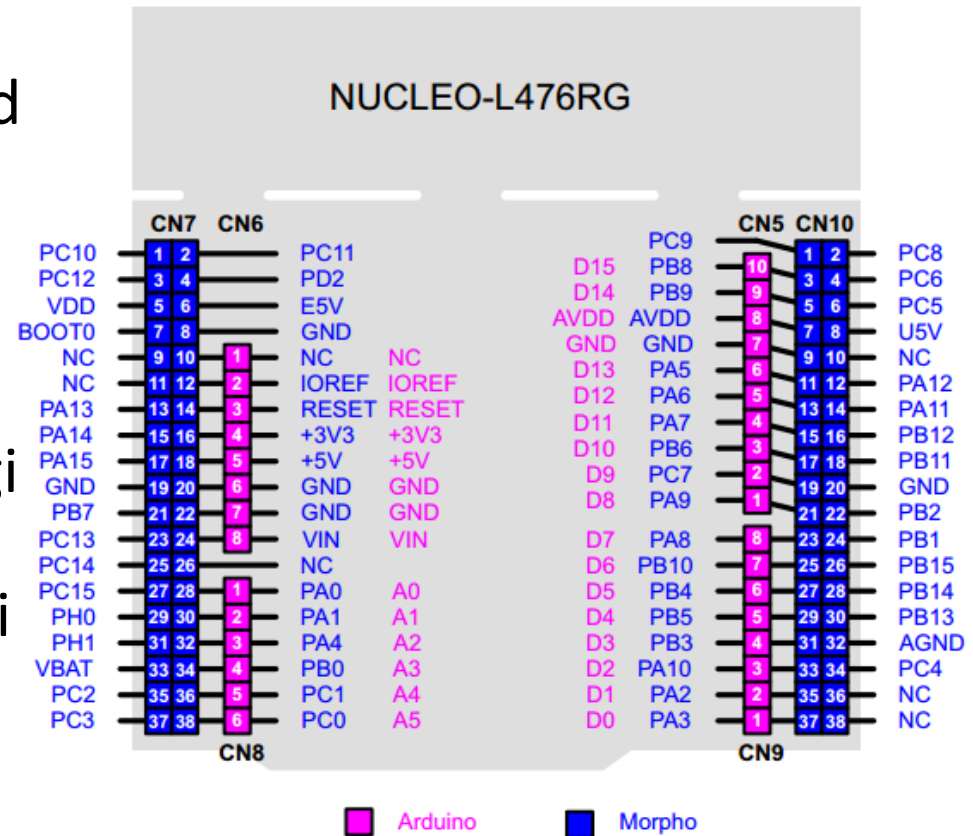 NUCLEO-L476RG
d
CN7 CN6 CN5 CN10
PC9
PC10 1 2 PC11 1 2 PC8
D15 PB8 10
PC12 3 4 PD2 3 4 PC6
D14 PB9 9
VDD 5 6 E5V 5 6 PC5
AVDD AVDD 8
BOOT0 7 8 GND 7 8 U5V
GND GND 7
NC 9 10 1 NC NC 9 10 NC
D13 PA5 6
NC 11 12 2 IOREF IOREF 11 12 PA12
D12 PA6 5
PA13 13 14 3 RESET RESET 13 14 PA11
D11 PA7 4
PA14 15 16 4 +3V3 +3V3 15 16 PB12
D10 PB6 3
PA15 17 18 5 +5V +5V 17 18 PB11
gi
D9 PC7 2
GND 19 20 6 GND GND 19 20 GND
D8 PA9 1
PB7 21 22 7 GND GND 21 22 PB2
PC13 23 24 8 VIN VIN D7 PA8 8 23 24 PB1
PC14 25 26 NC D6 PB10 7 25 26 PB15
PC15 27 28 1 PA0 A0 D5 PB4 6 27 28 PB14
i
PH0 29 30 2 PA1 A1 D4 PB5 5 29 30 PB13
PH1 31 32 3 PA4 A2 D3 PB3 4 31 32 AGND
VBAT 33 34 4 PB0 A3 D2 PA10 3 33 34 PC4
PC2 35 36 5 PC1 A4 D1 PA2 2 35 36 NC
PC3 37 38 6 PC0 A5 D0 PA3 1 37 38 NC
CN8 CN9
Arduino Morpho